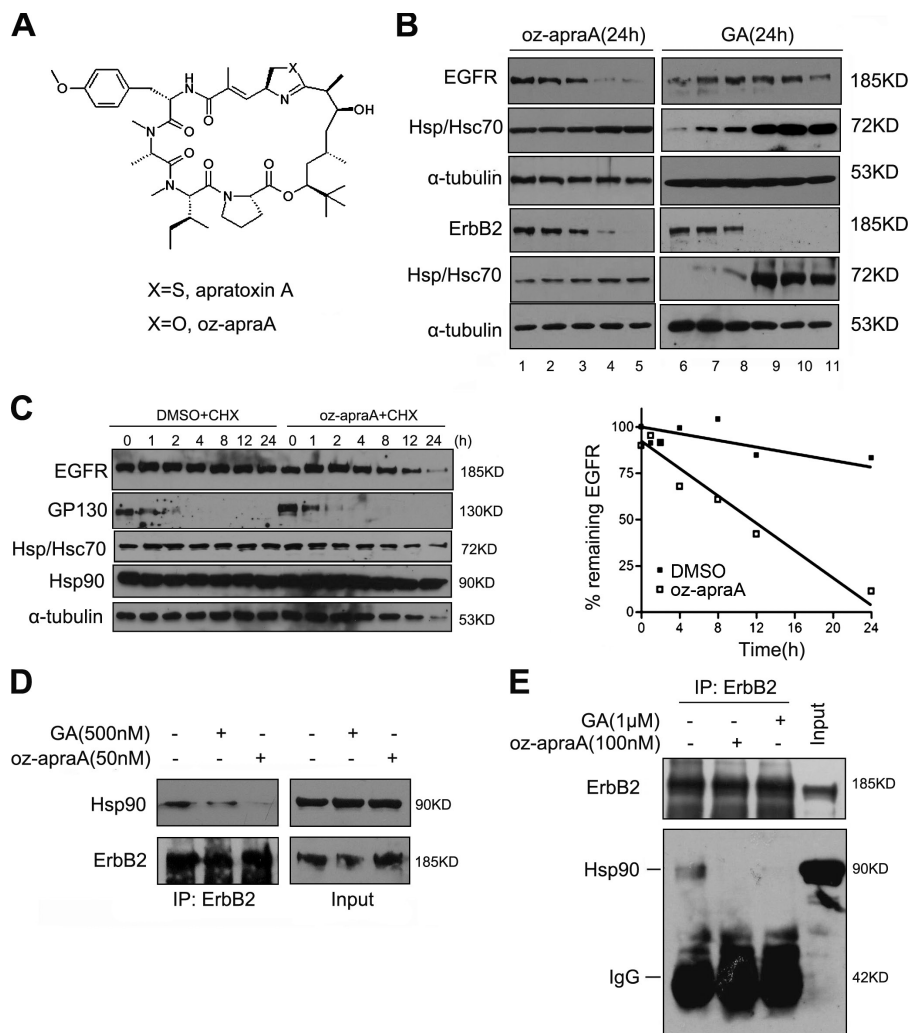 A
O
H
N
X
N
OH
O
O
N
O
N
O
N
O
O
X=S, apratoxin A
X=O, oz-apraA
B
oz-apraA(24h) GA(24h)
EGFR 185KD
Hsp/Hsc70 72KD
α-tubulin 53KD
ErbB2 185KD
Hsp/Hsc70 72KD
α-tubulin 53KD
1 2 3 4 5 6 7 8 9 10 11
C
DMSO+CHX oz-apraA+CHX
0 1 2 4 8 12 24 0 1 2 4 8 12 24 (h)
EGFR 185KD
GP130 130KD
Hsp/Hsc70 72KD
Hsp90 90KD
α-tubulin 53KD
% remaining EGFR
100
75
50
25
0
DMSO
oz-apraA
0 4 8 12 16 20 24
Time(h)
D
GA(500nM) - + - - + -
oz-apraA(50nM) - - + - - +
Hsp90 90KD
ErbB2 185KD
IP: ErbB2 Input
E
IP: ErbB2
GA(1μM) - - + Input
oz-apraA(100nM) - + -
ErbB2 185KD
Hsp90 90KD
IgG 42KD